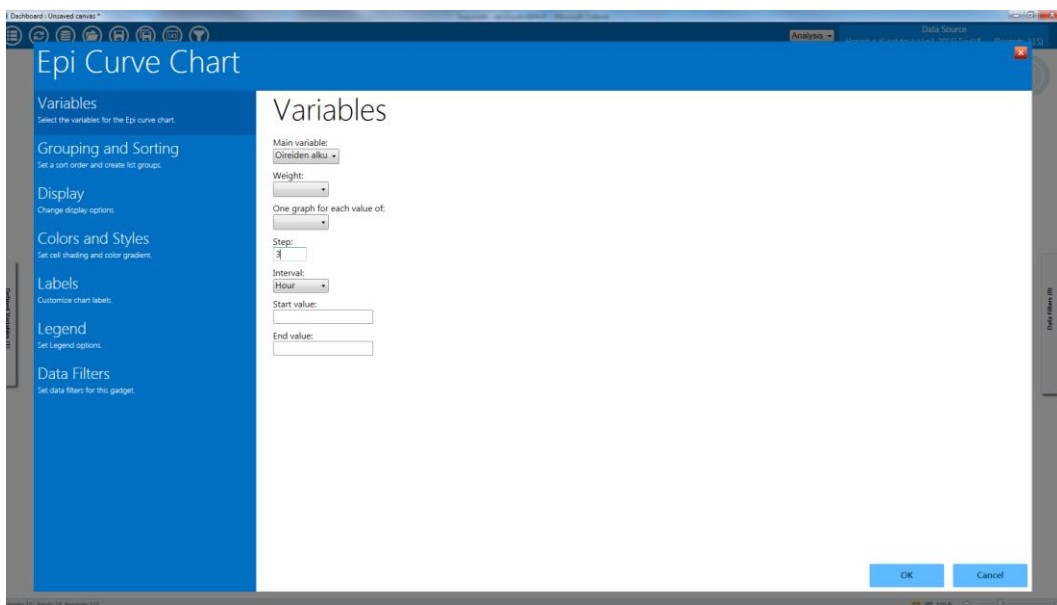 Dashboard : Unsaved canvas *
Analysis
Data Source
Epi Curve Chart
Variables
Select the variables for the Epi curve chart.
Grouping and Sorting
Set a sort order and create list groups.
Display
Change display options.
Colors and Styles
Set cell shading and color gradient.
Labels
Customize chart labels.
Legend
Set Legend options.
Data Filters
Set data filters for this gadget.
Variables
Main variable:
Oireiden alku
Weight:
One graph for each value of:
Step:
3
Interval:
Hour
Start value:
End value:
OK
Cancel
Data Filters (0)